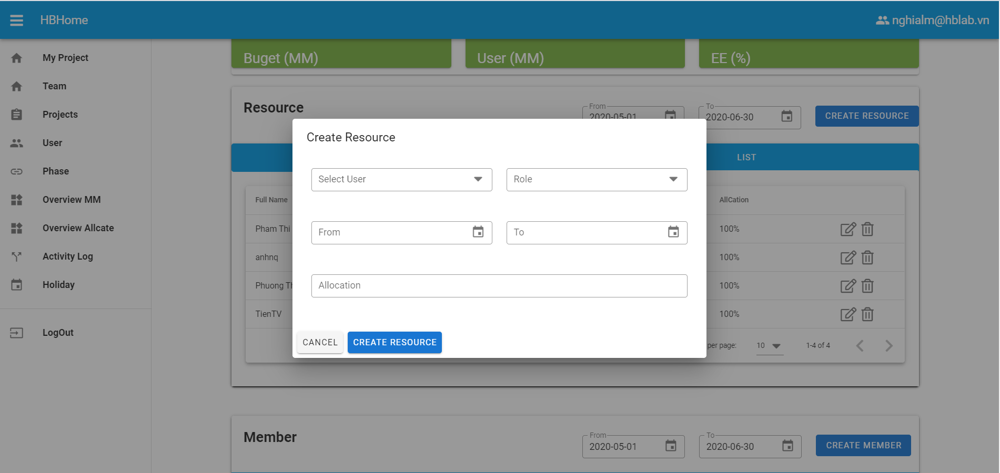 HBHome
nghialm@hblab.vn
My Project
Team
Projects
User
Phase
Overview MM
Overview Allcate
Activity Log
Holiday
LogOut
Buget (MM)
User (MM)
EE (%)
Resource
From
2020-05-01
To
2020-06-30
CREATE RESOURCE
LIST
Create Resource
Select User
Role
From
To
Allocation
CANCEL
CREATE RESOURCE
Full Name
AllCation
Pham Thi
100%
anhnq
100%
Phuong
100%
TienTV
100%
per page:
10
1-4 of 4
Member
From
2020-05-01
To
2020-06-30
CREATE MEMBER